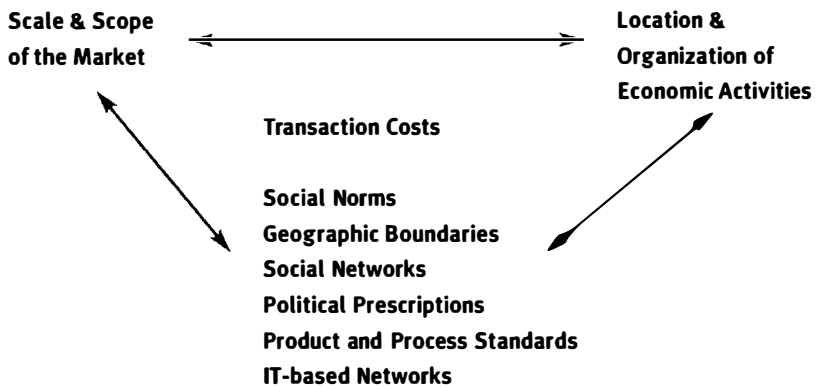 Scale & Scope
of the Market
Location &
Organization of
Economic Activities
Transaction Costs
Social Norms
Geographic Boundaries
Social Networks
Political Prescriptions
Product and Process Standards
IT-based Networks